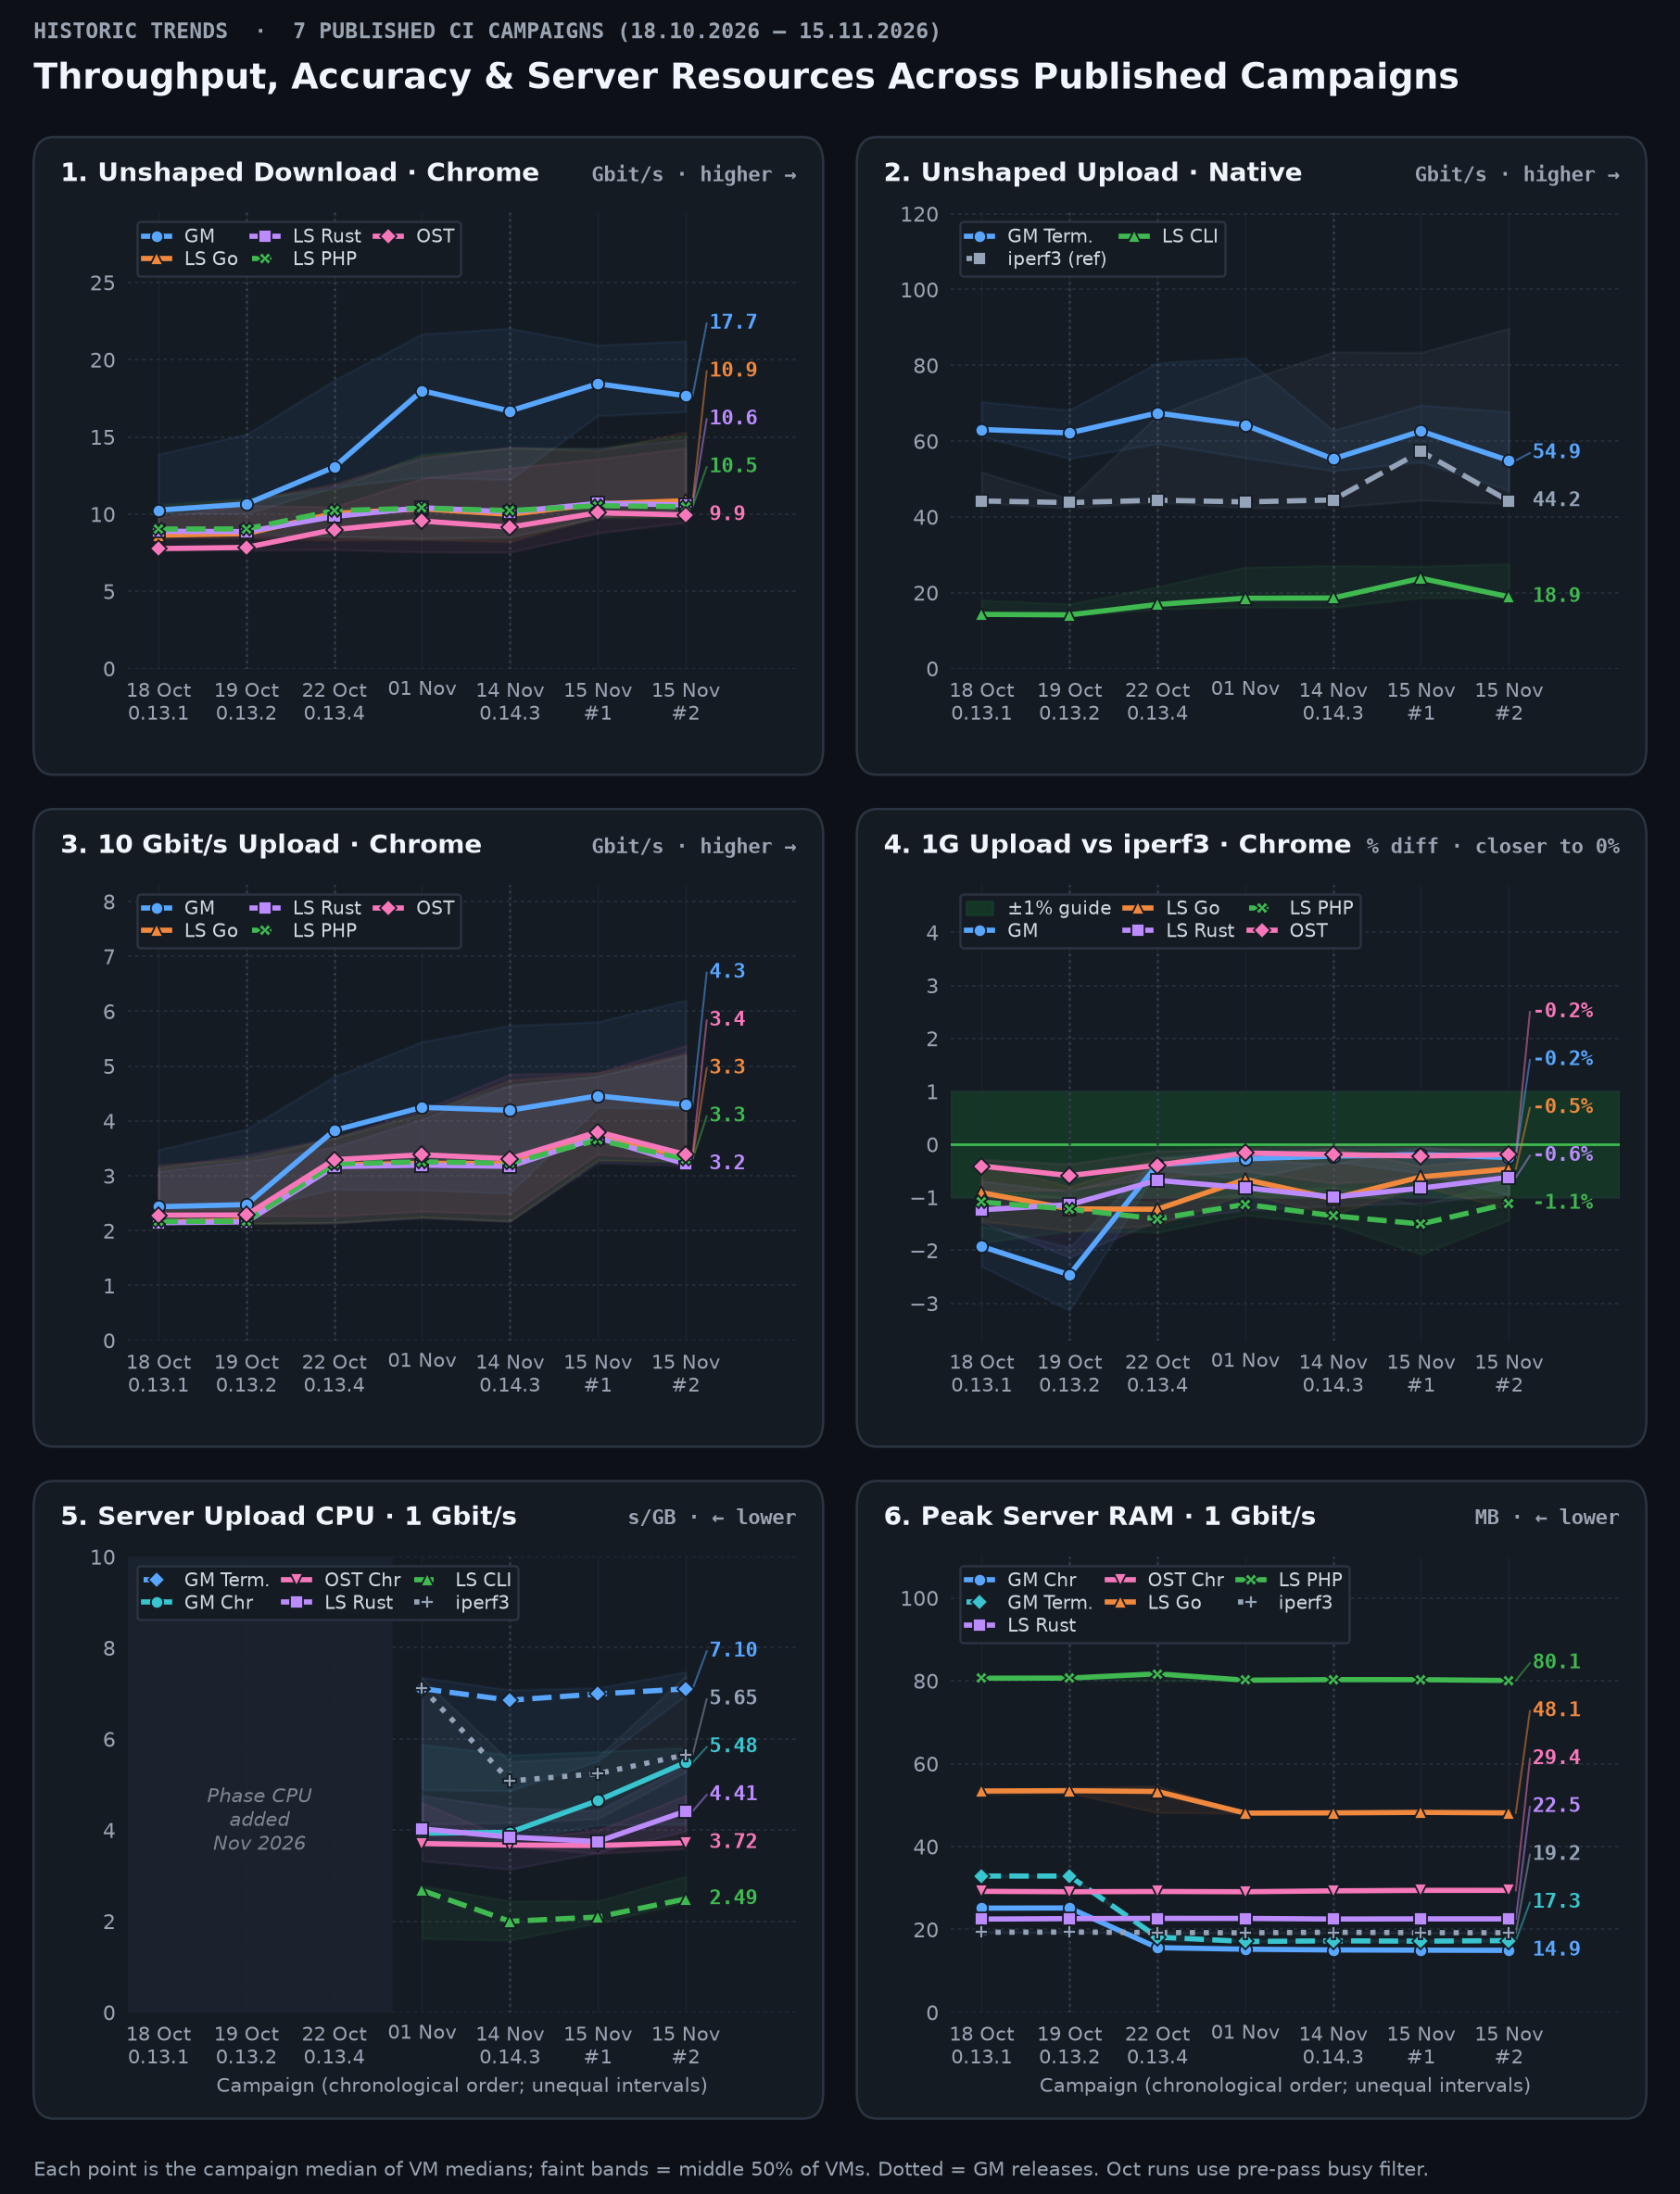 HISTORIC TRENDS · 7 PUBLISHED CI CAMPAIGNS (18.10.2026 – 15.11.2026)
Throughput, Accuracy & Server Resources Across Published Campaigns
1. Unshaped Download · Chrome
Gbit/s · higher →
GM
LS Rust
OST
LS Go
LS PHP
25
20
15
10
5
0
17.7
10.9
10.6
10.5
9.9
18 Oct 19 Oct 22 Oct 01 Nov 14 Nov 15 Nov 15 Nov
0.13.1 0.13.2 0.13.4 0.14.3 #1 #2
2. Unshaped Upload · Native
Gbit/s · higher →
GM Term.
LS CLI
iperf3 (ref)
120
100
80
60
40
20
0
54.9
44.2
18.9
18 Oct 19 Oct 22 Oct 01 Nov 14 Nov 15 Nov 15 Nov
0.13.1 0.13.2 0.13.4 0.14.3 #1 #2
3. 10 Gbit/s Upload · Chrome
Gbit/s · higher →
GM
LS Rust
OST
LS Go
LS PHP
8
7
6
5
4
3
2
1
0
4.3
3.4
3.3
3.3
3.2
18 Oct 19 Oct 22 Oct 01 Nov 14 Nov 15 Nov 15 Nov
0.13.1 0.13.2 0.13.4 0.14.3 #1 #2
4. 1G Upload vs iperf3 · Chrome
% diff · closer to 0%
±1% guide
LS Go
LS PHP
GM
LS Rust
OST
4
3
2
1
0
−1
−2
−3
-0.2%
-0.2%
-0.5%
-0.6%
-1.1%
18 Oct 19 Oct 22 Oct 01 Nov 14 Nov 15 Nov 15 Nov
0.13.1 0.13.2 0.13.4 0.14.3 #1 #2
5. Server Upload CPU · 1 Gbit/s
s/GB · ← lower
GM Term.
OST Chr
LS CLI
GM Chr
LS Rust
iperf3
10
8
6
4
2
0
Phase CPU
added
Nov 2026
7.10
5.65
5.48
4.41
3.72
2.49
18 Oct 19 Oct 22 Oct 01 Nov 14 Nov 15 Nov 15 Nov
0.13.1 0.13.2 0.13.4 0.14.3 #1 #2
Campaign (chronological order; unequal intervals)
6. Peak Server RAM · 1 Gbit/s
MB · ← lower
GM Chr
OST Chr
LS PHP
GM Term.
LS Go
iperf3
LS Rust
100
80
60
40
20
0
80.1
48.1
29.4
22.5
19.2
17.3
14.9
18 Oct 19 Oct 22 Oct 01 Nov 14 Nov 15 Nov 15 Nov
0.13.1 0.13.2 0.13.4 0.14.3 #1 #2
Campaign (chronological order; unequal intervals)
Each point is the campaign median of VM medians; faint bands = middle 50% of VMs. Dotted = GM releases. Oct runs use pre-pass busy filter.